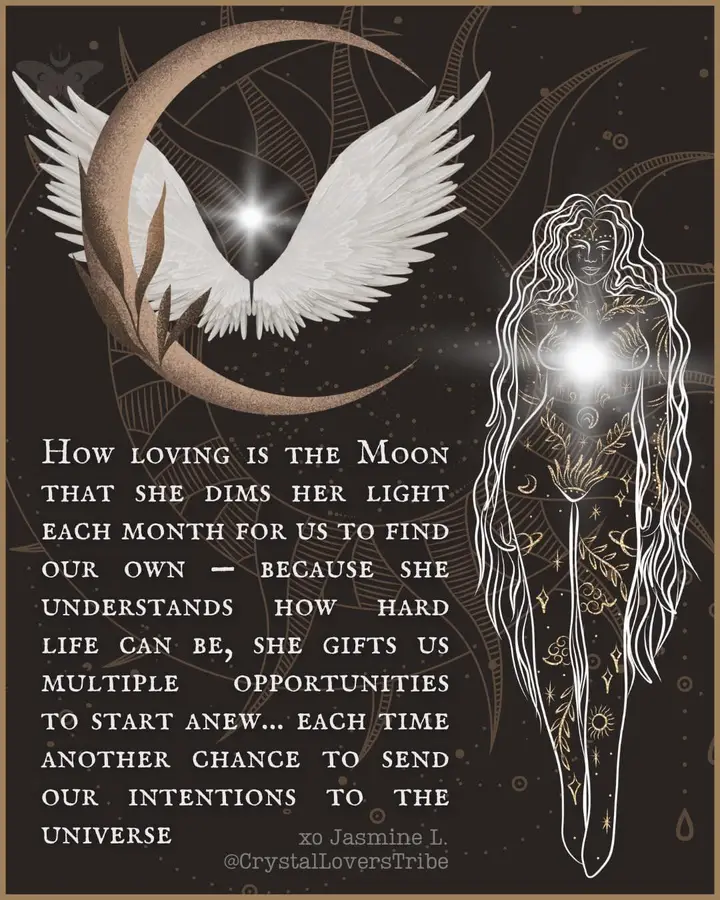 How loving is the Moon
that she dims her light
each month for us to find
our own — because she
understands how hard
life can be, she gifts us
multiple opportunities
to start anew... each time
another chance to send
our intentions to the
universe
xo Jasmine L.
@CrystalLoversTribe